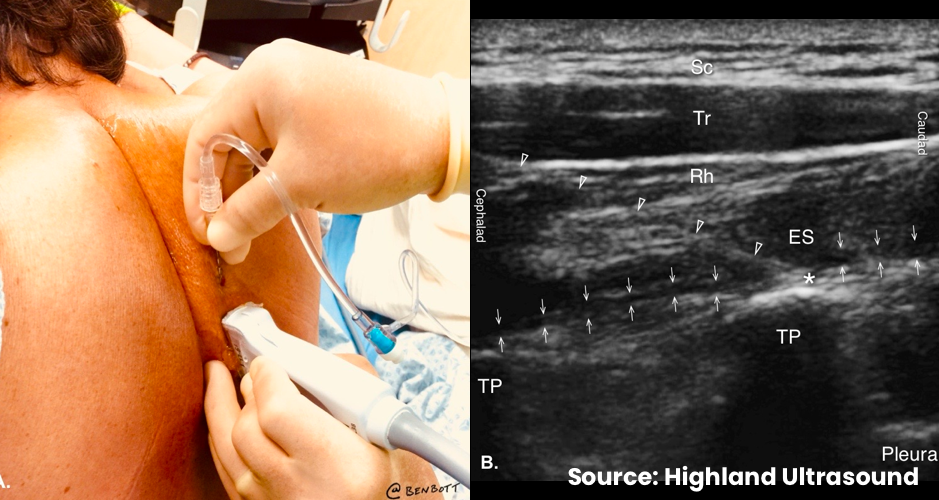 A.
@BENBOTT
Sc
Tr
Rh
ES
*
TP
TP
Cephalad
Caudad
Pleura
B.
Source: Highland Ultrasound